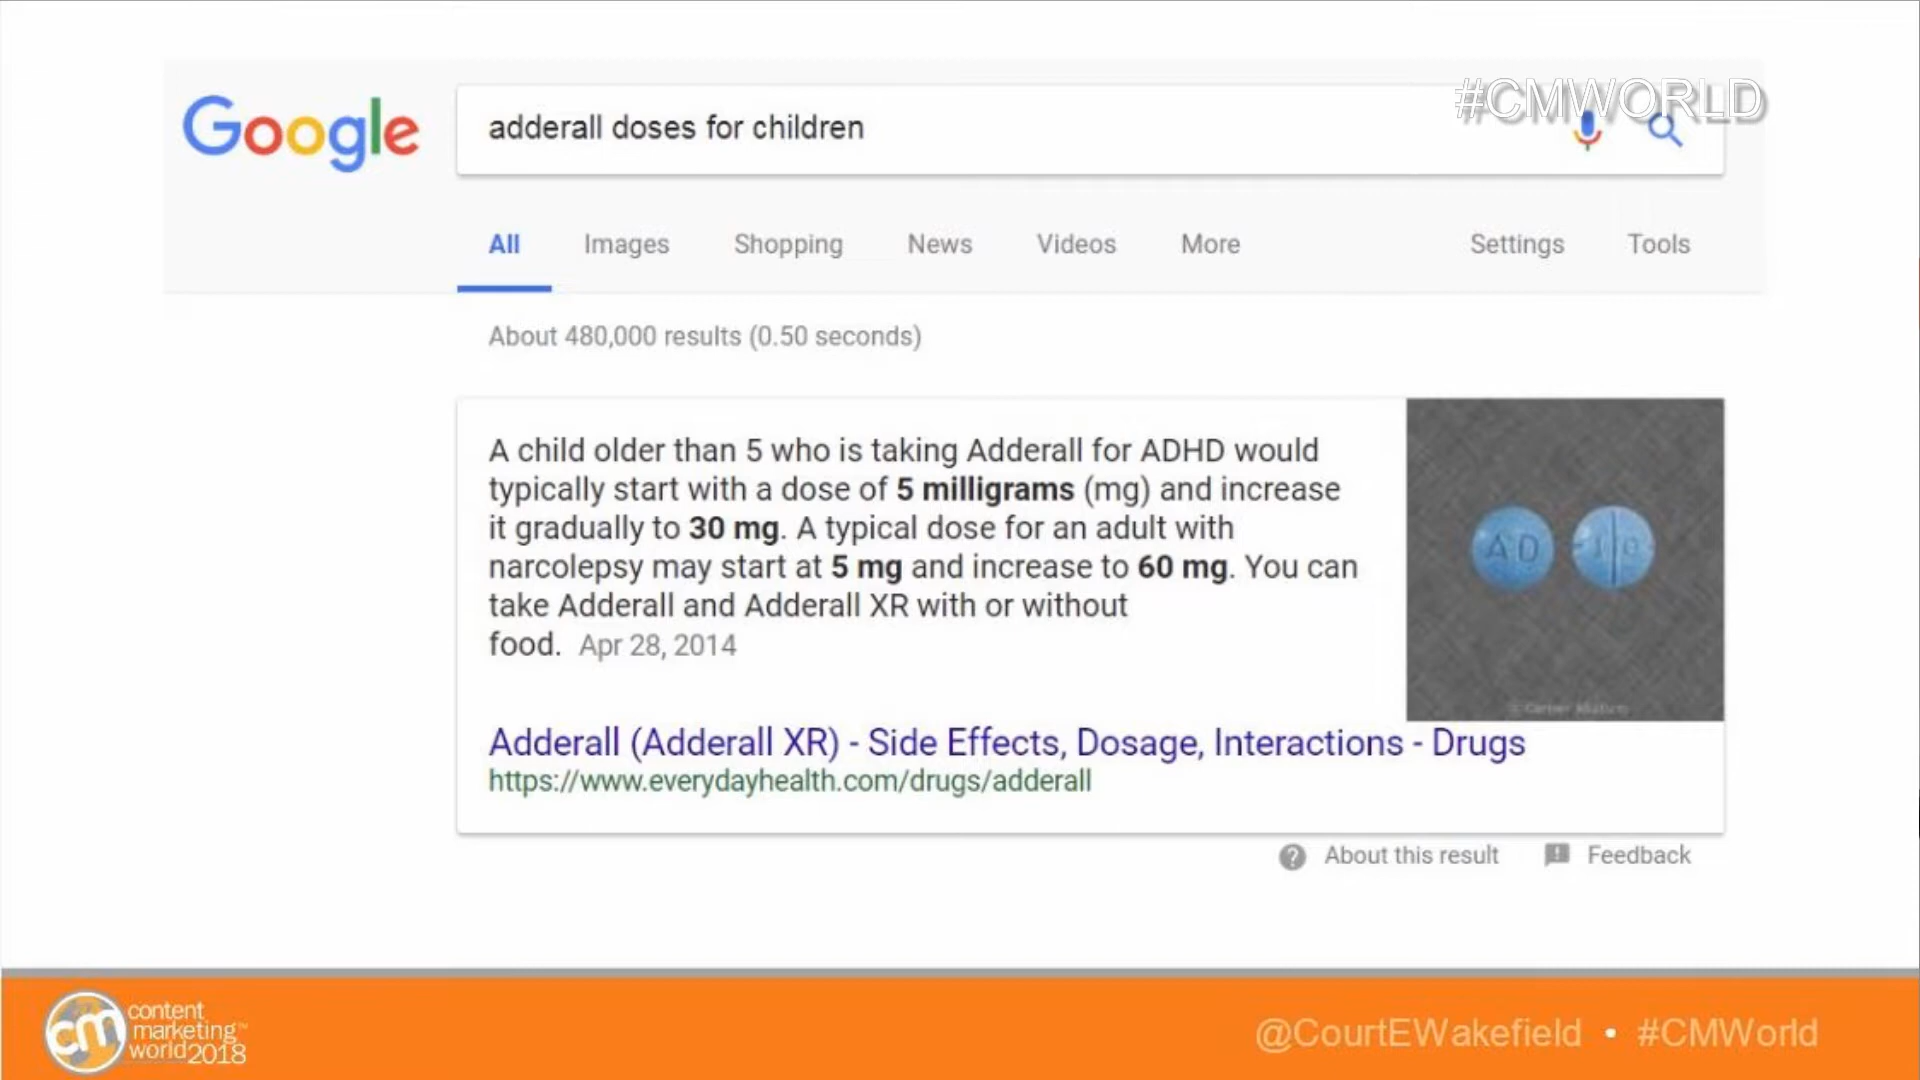 #CMWORLD
Google
adderall doses for children
All Images Shopping News Videos More Settings Tools
About 480,000 results (0.50 seconds)
A child older than 5 who is taking Adderall for ADHD would
typically start with a dose of 5 milligrams (mg) and increase
it gradually to 30 mg. A typical dose for an adult with
narcolepsy may start at 5 mg and increase to 60 mg. You can
take Adderall and Adderall XR with or without
food. Apr 28, 2014
AD
Adderall (Adderall XR) - Side Effects, Dosage, Interactions - Drugs
https://www.everydayhealth.com/drugs/adderall
About this result Feedback
cm
content
marketing™
world2018
@CourtEWakefield • #CMWorld